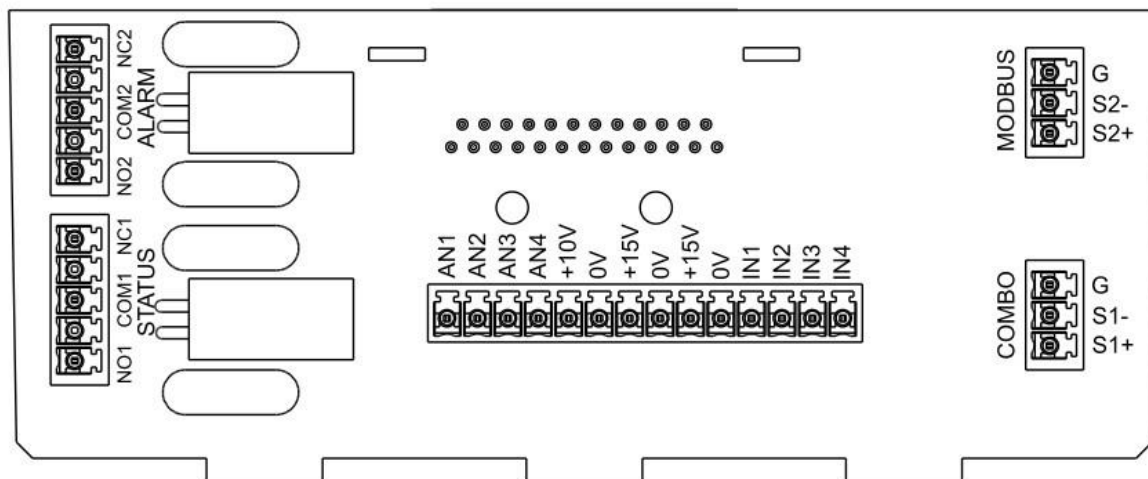 NC2
COM2
NO2
ALARM
NC1
COM1
NO1
STATUS
AN1
AN2
AN3
AN4
+10V
0V
+15V
0V
+15V
0V
IN1
IN2
IN3
IN4
MODBUS
G
S2-
S2+
COMBO
G
S1-
S1+